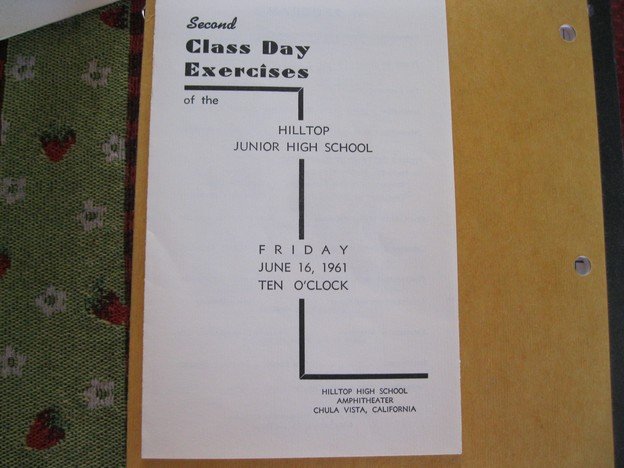 Second
Class Day
Exercises
of the
HILLTOP
JUNIOR HIGH SCHOOL
FRIDAY
JUNE 16, 1961
TEN O'CLOCK
HILLTOP HIGH SCHOOL
AMPHITHEATER
CHULA VISTA, CALIFORNIA